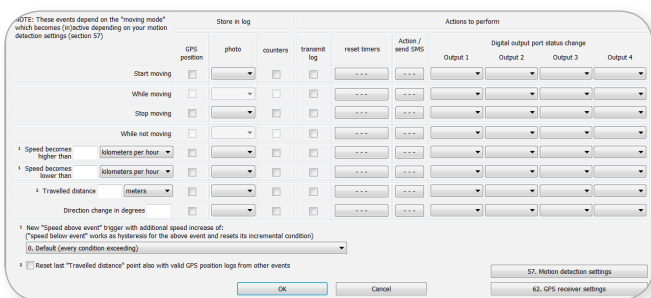 NOTE: These events depend on the "moving mode"
which becomes (in)active depending on your motion
detection settings (section 57)
Store in log
Actions to perform
GPS
position
photo
counters
transmit
log
reset timers
Action /
send SMS
Digital output port status change
Output 1
Output 2
Output 3
Output 4
Start moving
- - -
- - -
While moving
- - -
- - -
Stop moving
- - -
- - -
While not moving
- - -
- - -
¹ Speed becomes
higher than
kilometers per hour
- - -
- - -
¹ Speed becomes
lower than
kilometers per hour
- - -
- - -
² Travelled distance
meters
- - -
- - -
Direction change in degrees
- - -
- - -
¹ New "Speed above event" trigger with additional speed increase of:
("speed below event" works as hysteresis for the above event and resets its incremental condition)
0. Default (every condition exceeding)
² Reset last "Travelled distance" point also with valid GPS position logs from other events
57. Motion detection settings
OK
Cancel
62. GPS receiver settings